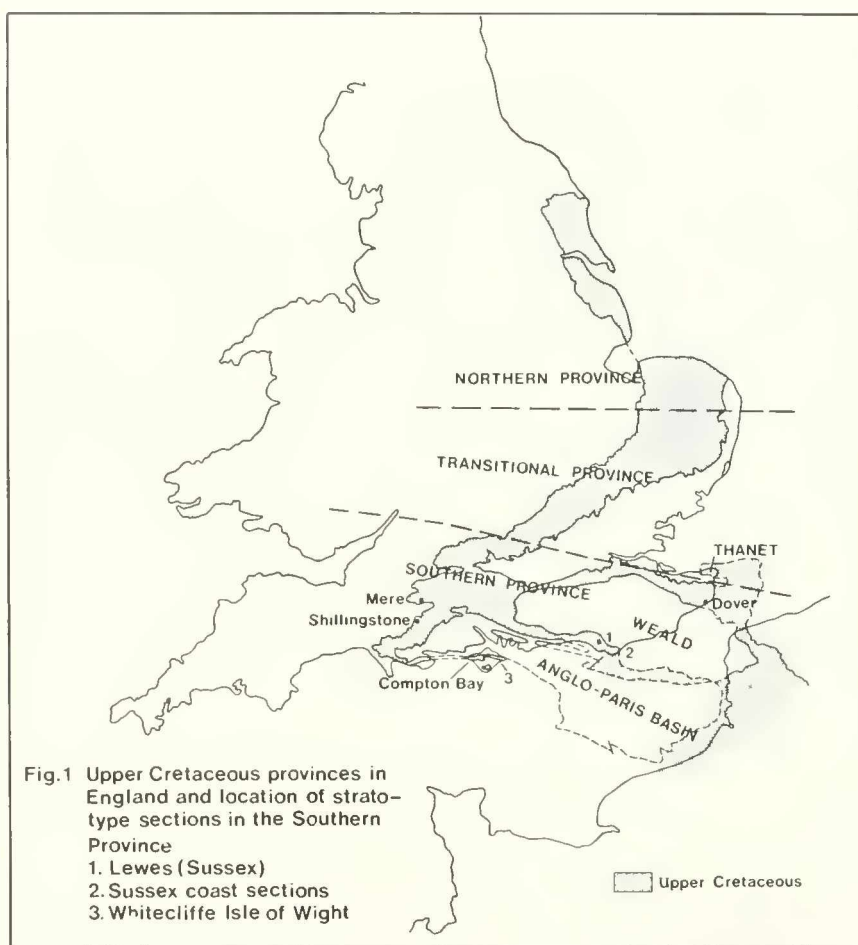 NORTHERN PROVINCE
TRANSITIONAL PROVINCE
THANET
SOUTHERN PROVINCE
Mere
Dover
Shillingstone
WEALD
1
2
ANGLO-PARIS BASIN
Compton Bay
3
Fig.1 Upper Cretaceous provinces in
England and location of strato-
type sections in the Southern
Province
1. Lewes (Sussex)
2. Sussex coast sections
3. Whitecliffe Isle of Wight
Upper Cretaceous